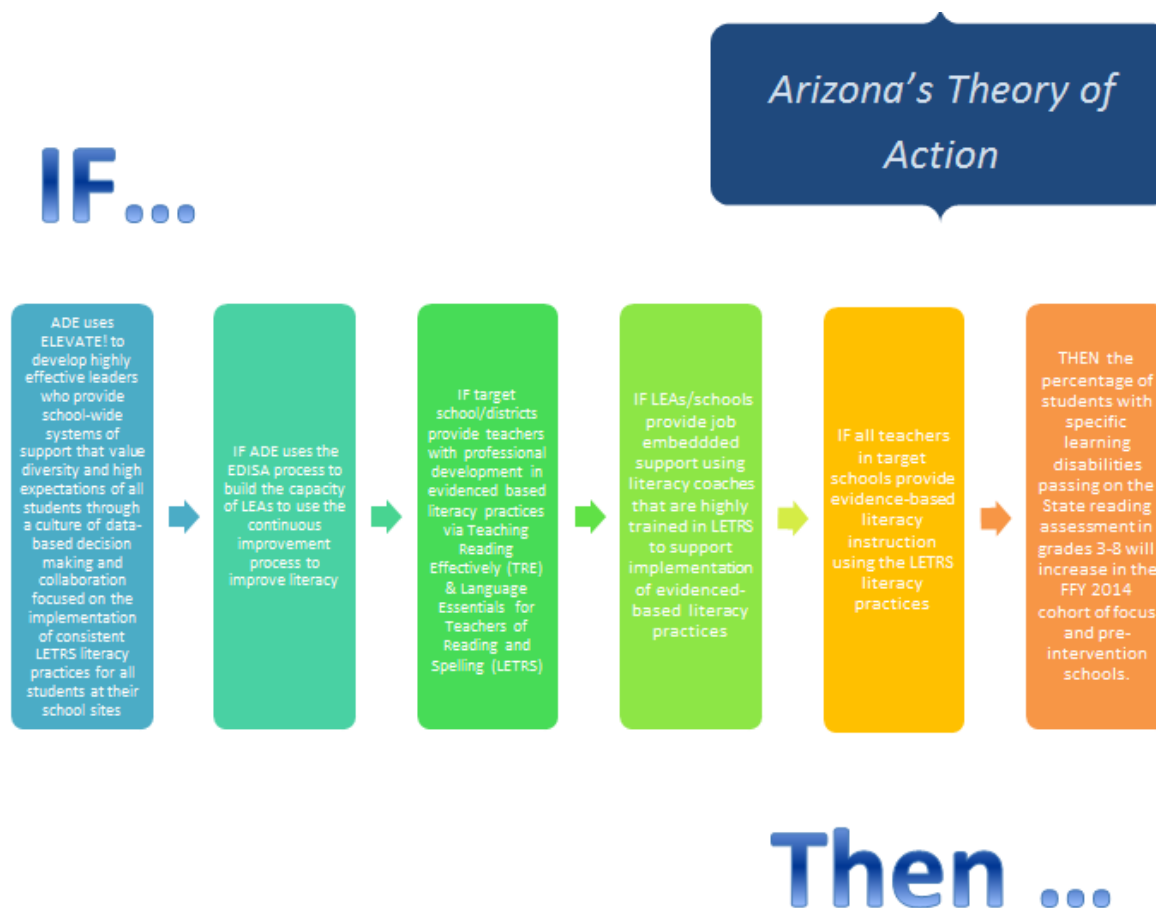 Arizona's Theory of
Action
IF...
ADE uses
ELEVATE! to
develop highly
effective leaders
who provide
school-wide
systems of
support that value
diversity and high
expectations of all
students through
a culture of data-
based decision
making and
collaboration
focused on the
implementation
of consistent
LETRS literacy
practices for all
students at their
school sites
IF ADE uses the
EDISA process to
build the capacity
of LEAs to use the
continuous
improvement
process to
improve literacy
IF target
school/districts
provide teachers
with professional
development in
evidenced based
literacy practices
via Teaching
Reading
Effectively (TRE)
& Language
Essentials for
Teachers of
Reading and
Spelling (LETRS)
IF LEAs/schools
provide job
embeddded
support using
literacy coaches
that are highly
trained in LETRS
to support
implementation
of evidenced-
based literacy
practices
IF all teachers
in target
schools provide
evidence-based
literacy
instruction
using the LETRS
literacy
practices
THEN the
percentage of
students with
specific
learning
disabilities
passing on the
State reading
assessment in
grades 3-8 will
increase in the
FFY 2014
cohort of focus
and pre-
intervention
schools.
Then ...